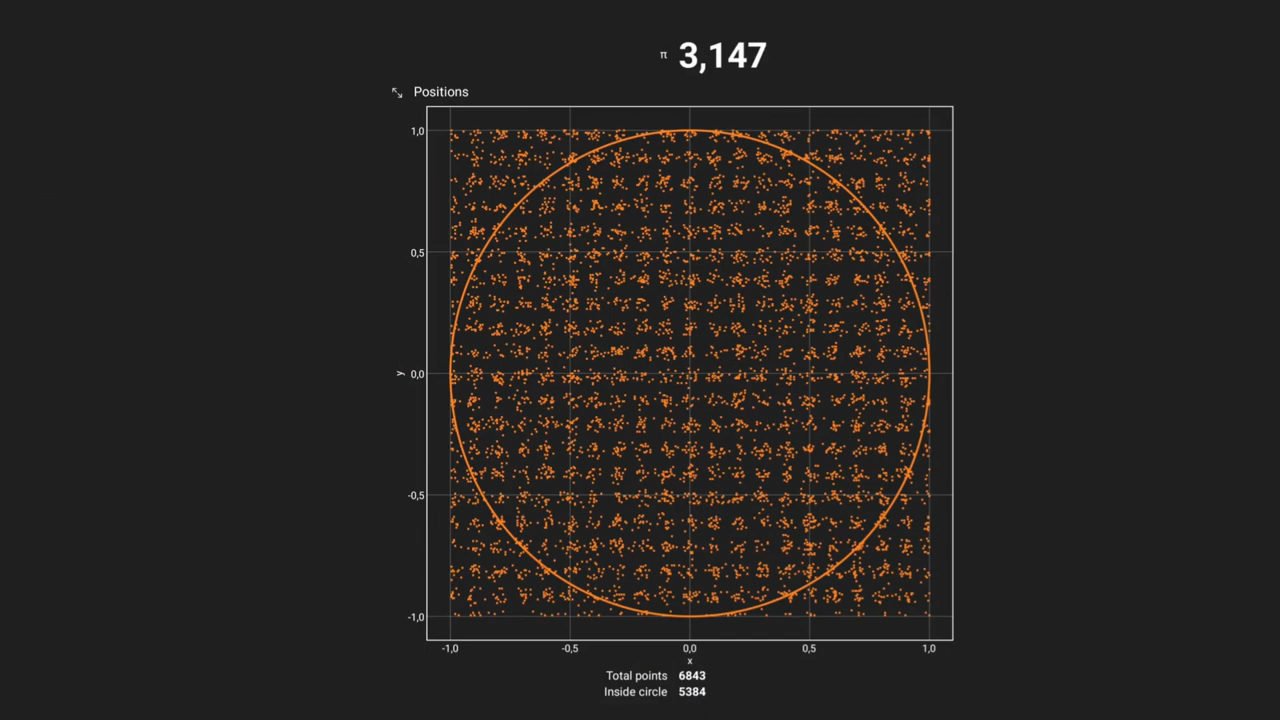 π 3,147
Positions
1,0
0,5
y 0,0
-0,5
-1,0
-1,0 -0,5 0,0 0,5 1,0
x
Total points 6843
Inside circle 5384